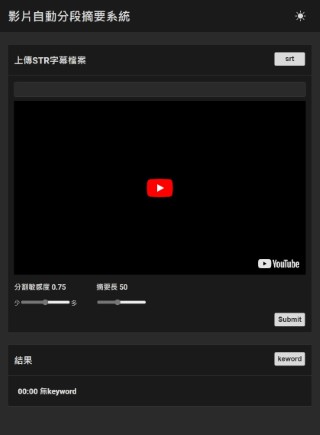 影片自動分段摘要系統
上傳STR字幕檔案
srt
YouTube
分割敏感度 0.75
摘要長 50
少
多
Submit
結果
keword
00:00 無keyword